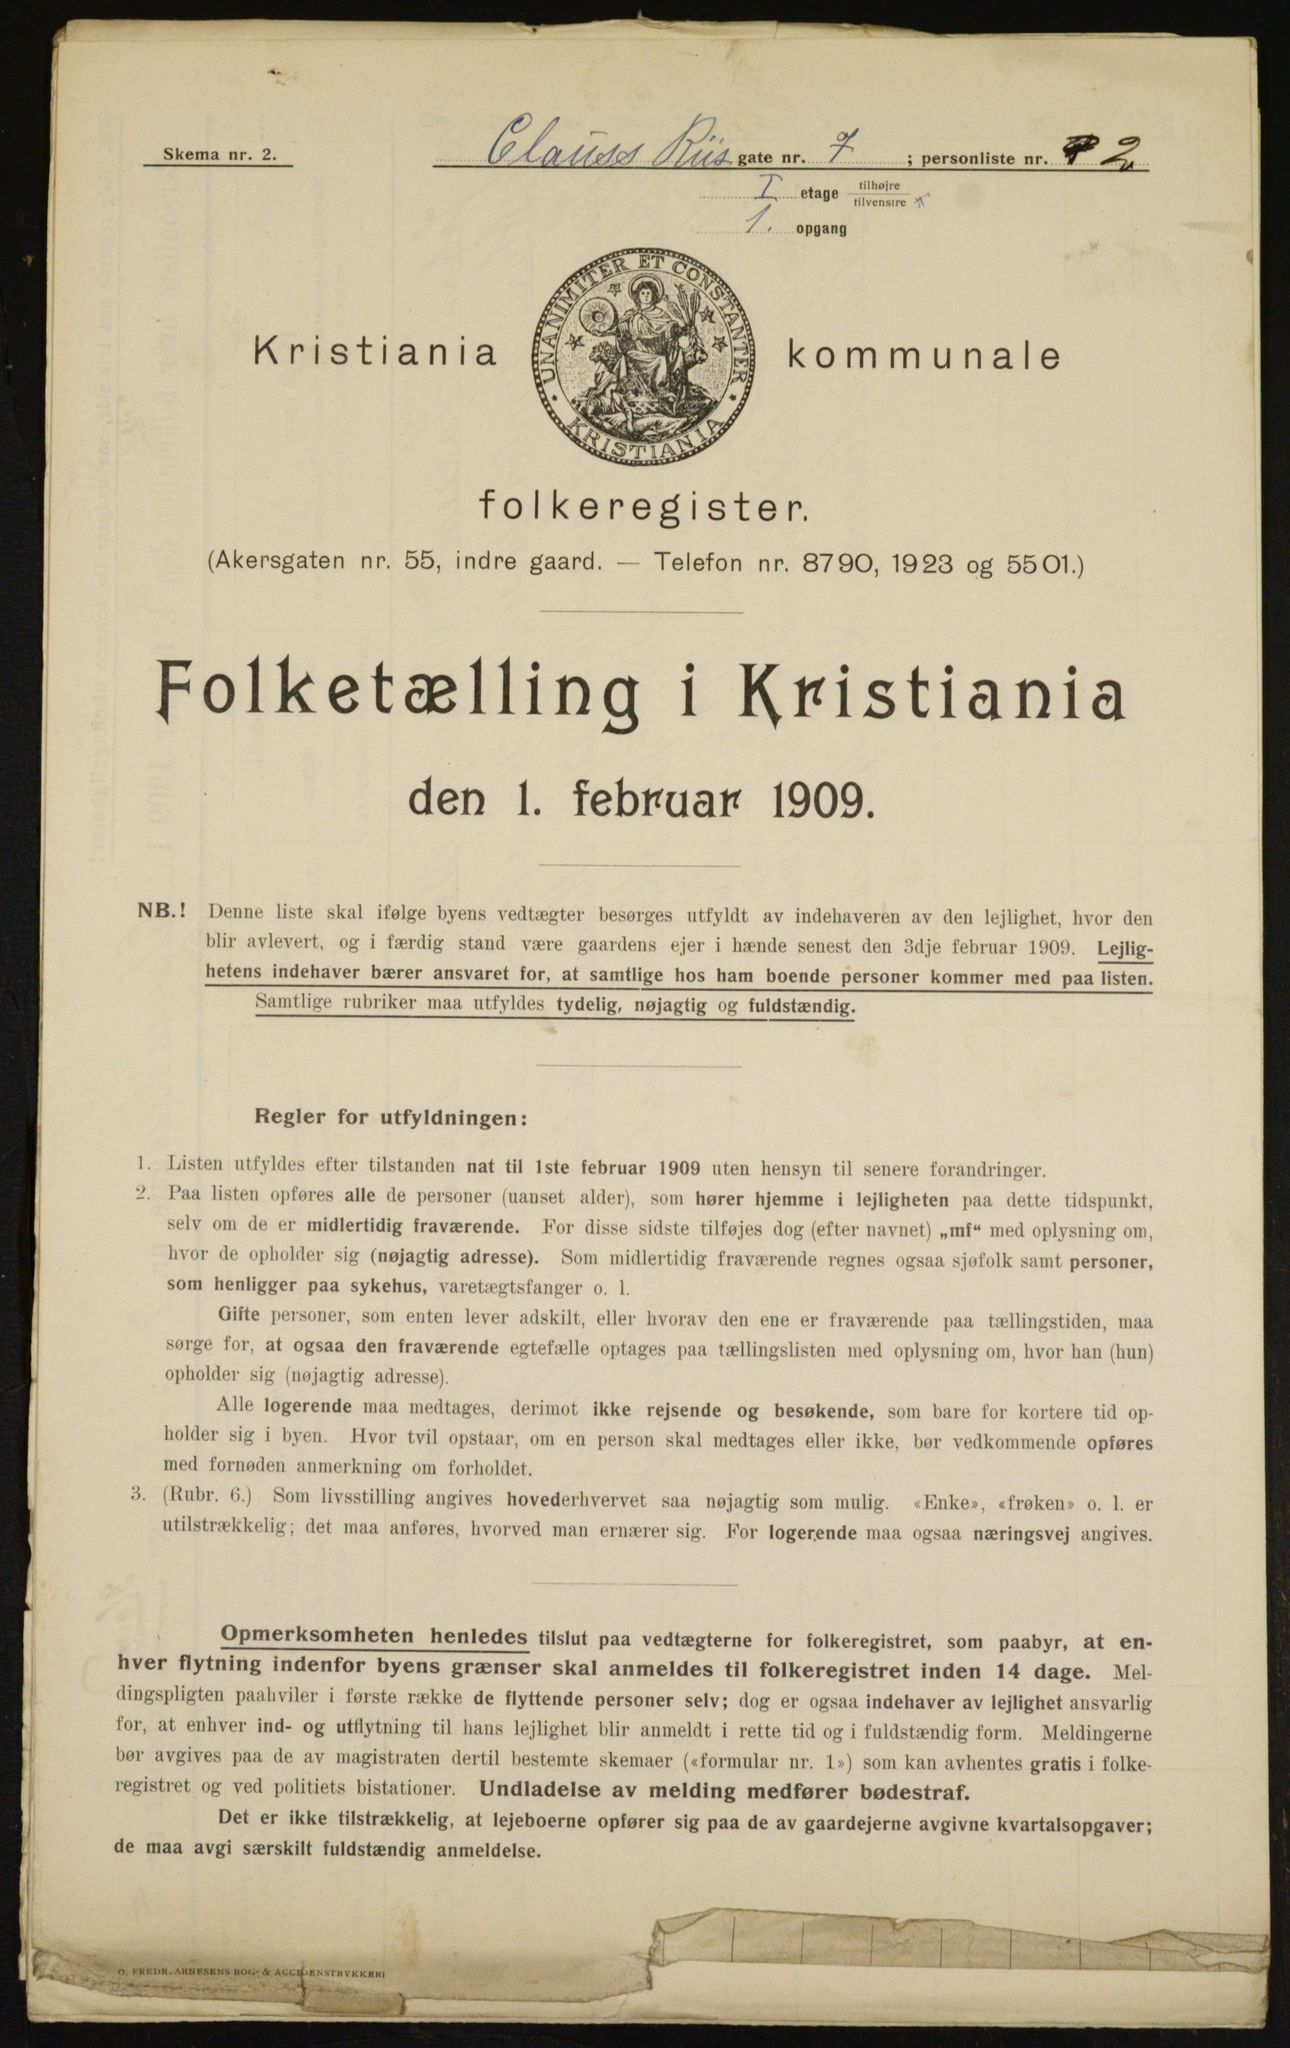 Skema nr. 2.
Clauss Riis gate nr. 7 ; personliste nr. 2
I etage tilhøjre
tilvenstre
1. opgang
UNANIMITER ET CONSTANTER
KRISTIANIA
Kristiania kommunale
folkeregister.
(Akersgaten nr. 55, indre gaard. — Telefon nr. 8790, 1923 og 5501.)
Folketælling i Kristiania
den 1. februar 1909.
NB.! Denne liste skal ifølge byens vedtægter besørges utfyldt av indehaveren av den lejlighet, hvor den
blir avlevert, og i færdig stand være gaardens ejer i hænde senest den 3dje februar 1909. Lejlig-
hetens indehaver bærer ansvaret for, at samtlige hos ham boende personer kommer med paa listen.
Samtlige rubriker maa utfyldes tydelig, nøjagtig og fuldstændig.
Regler for utfyldningen:
1. Listen utfyldes efter tilstanden nat til 1ste februar 1909 uten hensyn til senere forandringer.
2. Paa listen opføres alle de personer (uanset alder), som hører hjemme i lejligheten paa dette tidspunkt,
selv om de er midlertidig fraværende. For disse sidste tilføjes dog (efter navnet) „mf“ med oplysning om,
hvor de opholder sig (nøjagtig adresse). Som midlertidig fraværende regnes ogsaa sjøfolk samt personer,
som henligger paa sykehus, varetægtsfanger o. l.
Gifte personer, som enten lever adskilt, eller hvorav den ene er fraværende paa tællingstiden, maa
sørge for, at ogsaa den fraværende egtefælle optages paa tællingslisten med oplysning om, hvor han (hun)
opholder sig (nøjagtig adresse).
Alle logerende maa medtages, derimot ikke rejsende og besøkende, som bare for kortere tid op-
holder sig i byen. Hvor tvil opstaar, om en person skal medtages eller ikke, bør vedkommende opføres
med fornøden anmerkning om forholdet.
3. (Rubr. 6.) Som livsstilling angives hovederhvervet saa nøjagtig som mulig. «Enke», «frøken» o. l. er
utilstrækkelig; det maa anføres, hvorved man ernærer sig. For logerende maa ogsaa næringsvej angives.
Opmerksomheten henledes tilslut paa vedtægterne for folkeregistret, som paabyr, at en-
hver flytning indenfor byens grænser skal anmeldes til folkeregistret inden 14 dage. Mel-
dingspligten paahviler i første række de flyttende personer selv; dog er ogsaa indehaver av lejlighet ansvarlig
for, at enhver ind- og utflytning til hans lejlighet blir anmeldt i rette tid og i fuldstændig form. Meldingerne
bør avgives paa de av magistraten dertil bestemte skemaer («formular nr. 1») som kan avhentes gratis i folke-
registret og ved politiets bistationer. Undladelse av melding medfører bødestraf.
Det er ikke tilstrækkelig, at lejeboerne opfører sig paa de av gaardejerne avgivne kvartalsopgaver;
de maa avgi særskilt fuldstændig anmeldelse.
O. FREDR. ARNESENS BOG- & ACCIDENSTRYKKERI